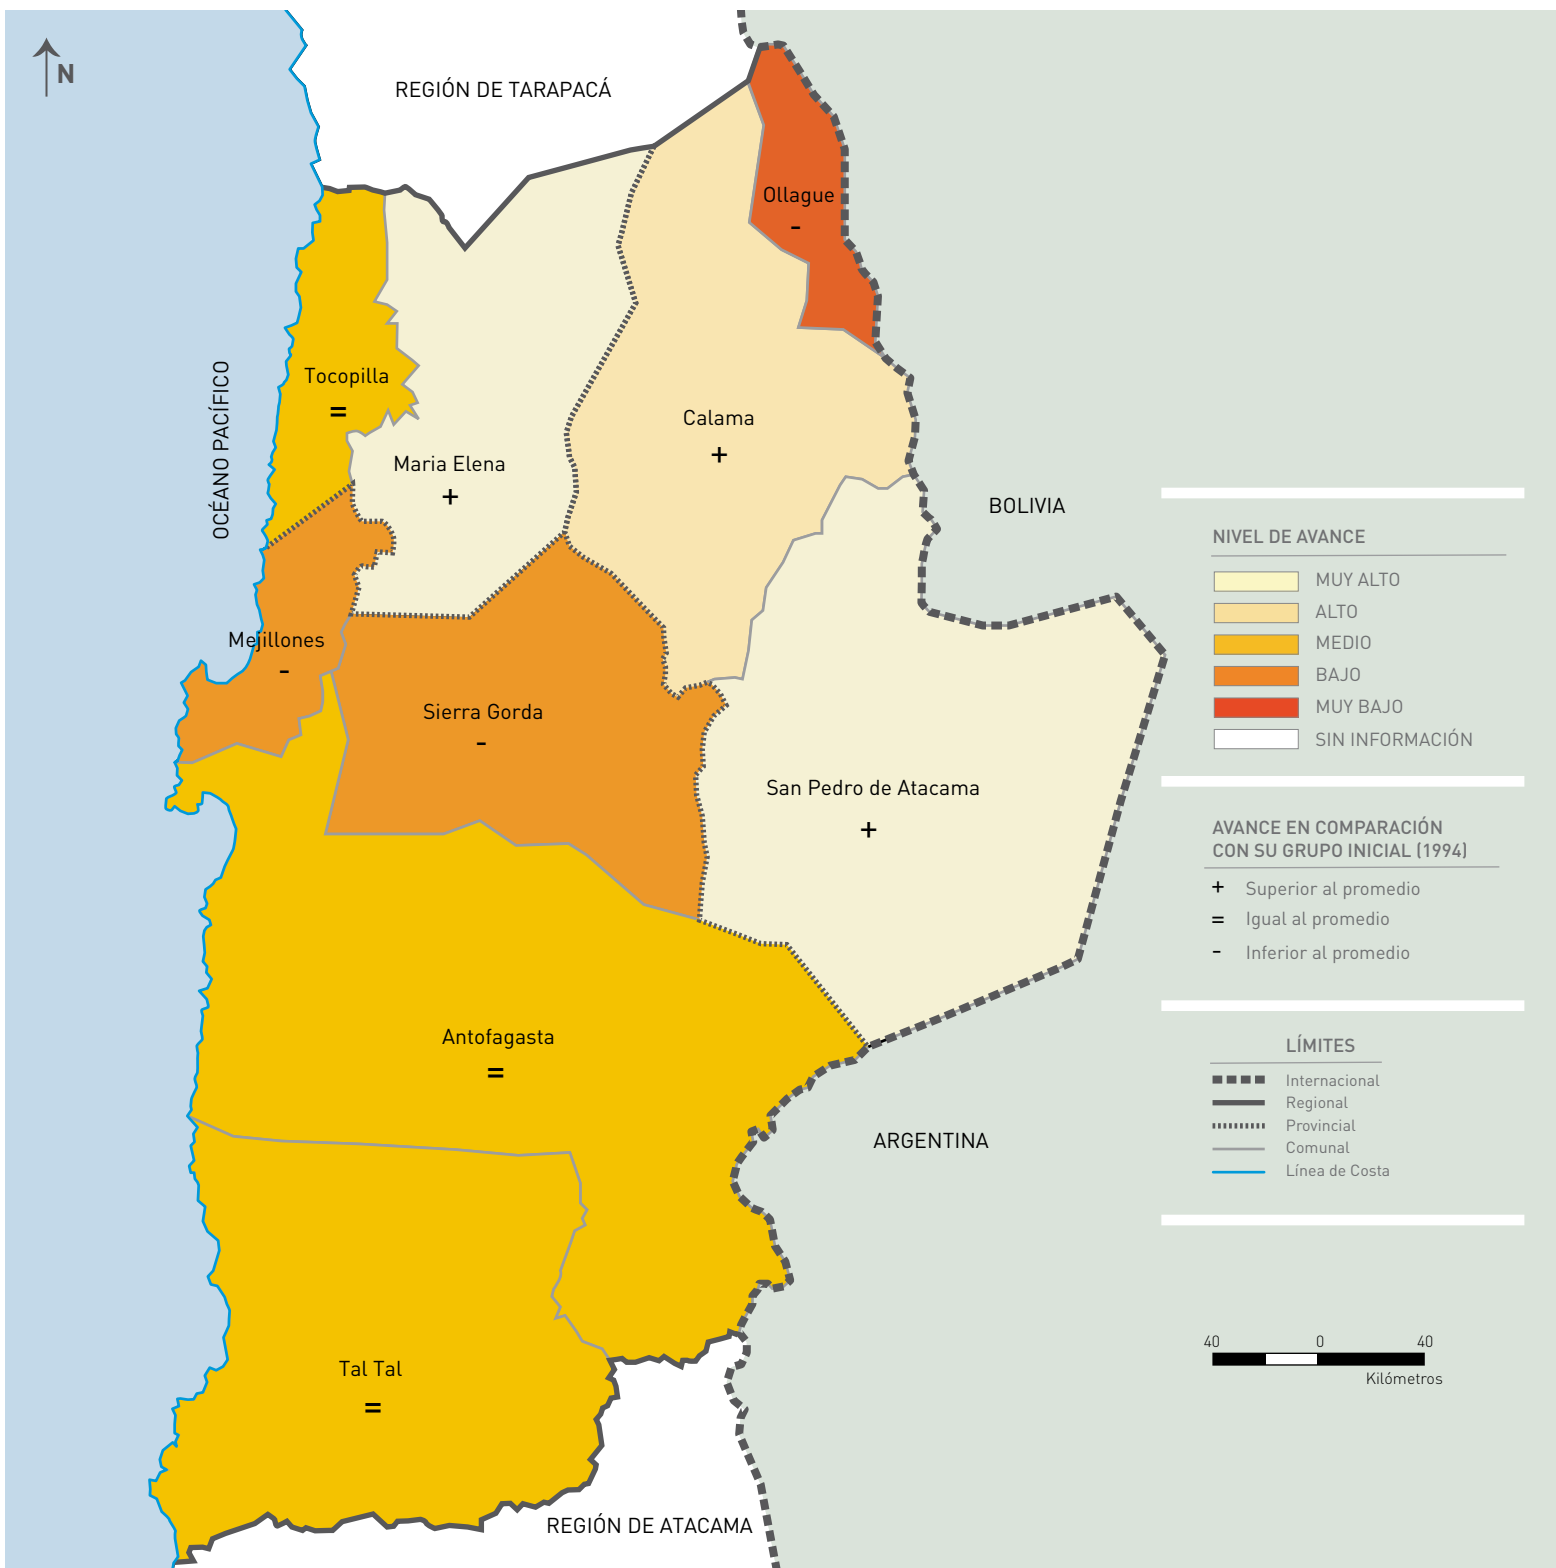 N
REGIÓN DE TARAPACÁ
Ollague
-
OCÉANO PACÍFICO
Tocopilla
=
Calama
+
Maria Elena
+
BOLIVIA
Mejillones
-
Sierra Gorda
-
San Pedro de Atacama
+
Antofagasta
=
ARGENTINA
Tal Tal
=
REGIÓN DE ATACAMA
NIVEL DE AVANCE
MUY ALTO
ALTO
MEDIO
BAJO
MUY BAJO
SIN INFORMACIÓN
AVANCE EN COMPARACIÓN
CON SU GRUPO INICIAL (1994)
+ Superior al promedio
= Igual al promedio
- Inferior al promedio
LÍMITES
Internacional
Regional
Provincial
Comunal
Línea de Costa
40 0 40
Kilómetros